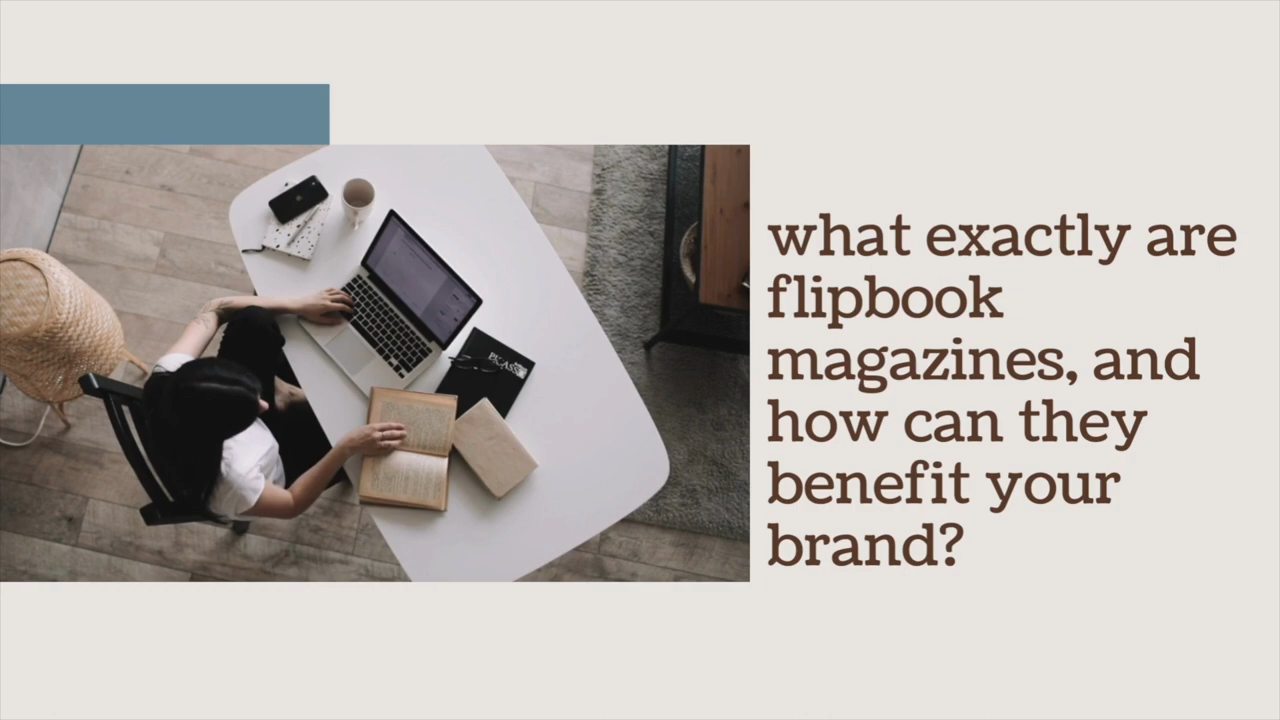 what exactly are
flipbook
magazines, and
how can they
benefit your
brand?